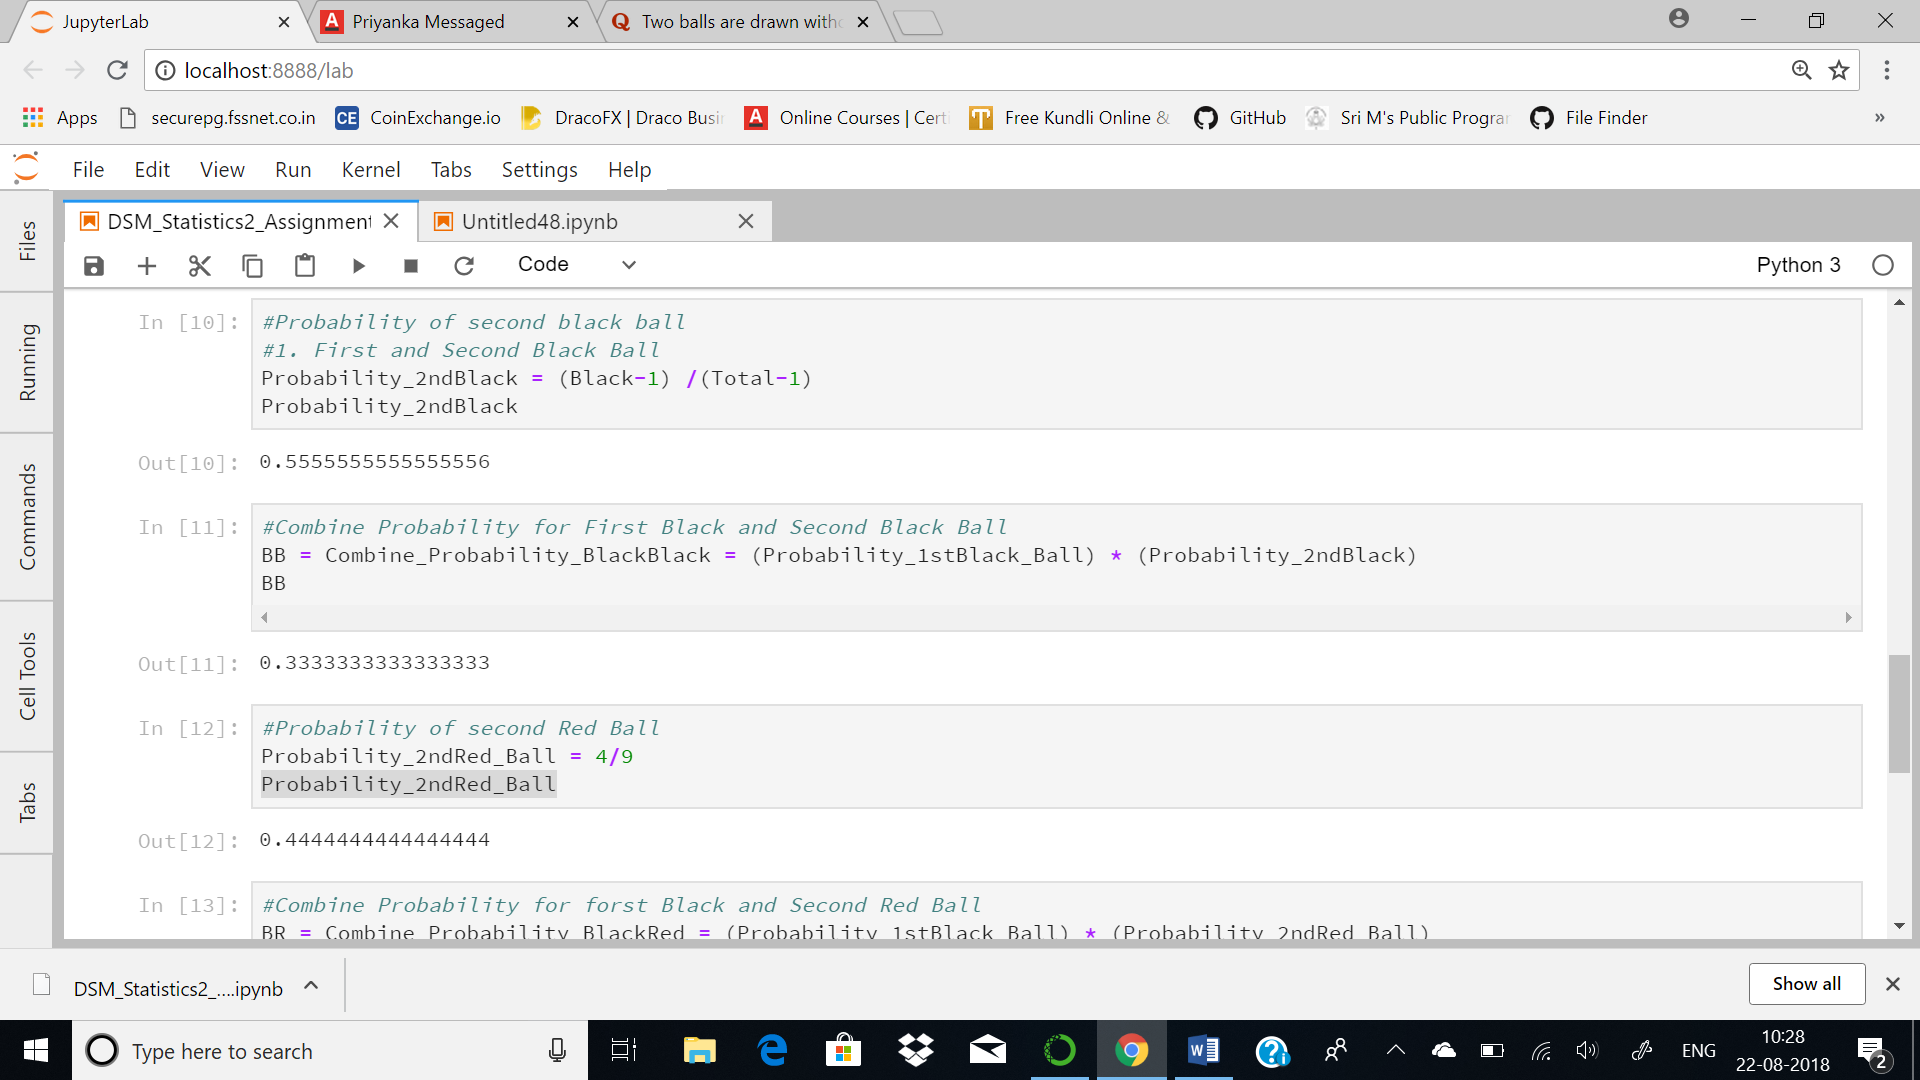 JupyterLab
Priyanka Messaged
Two balls are drawn with
localhost:8888/lab
Apps
securepg.fssnet.co.in
CE CoinExchange.io
DracoFX | Draco Busi
A Online Courses | Certi
T Free Kundli Online &
GitHub
Sri M's Public Program
File Finder
»
File Edit View Run Kernel Tabs Settings Help
Files
Running
Commands
Cell Tools
Tabs
DSM_Statistics2_Assignment
Untitled48.ipynb
Code
Python 3
In [10]:
#Probability of second black ball
#1. First and Second Black Ball
Probability_2ndBlack = (Black-1) /(Total-1)
Probability_2ndBlack
Out[10]: 0.5555555555555556
In [11]:
#Combine Probability for First Black and Second Black Ball
BB = Combine_Probability_BlackBlack = (Probability_1stBlack_Ball) * (Probability_2ndBlack)
BB
Out[11]: 0.3333333333333333
In [12]:
#Probability of second Red Ball
Probability_2ndRed_Ball = 4/9
Probability_2ndRed_Ball
Out[12]: 0.4444444444444444
In [13]:
#Combine Probability for forst Black and Second Red Ball
BR = Combine_Probability_BlackRed = (Probability_1stBlack_Ball) * (Probability_2ndRed_Ball)
DSM_Statistics2_....ipynb
Show all
Type here to search
ENG
10:28
22-08-2018
2